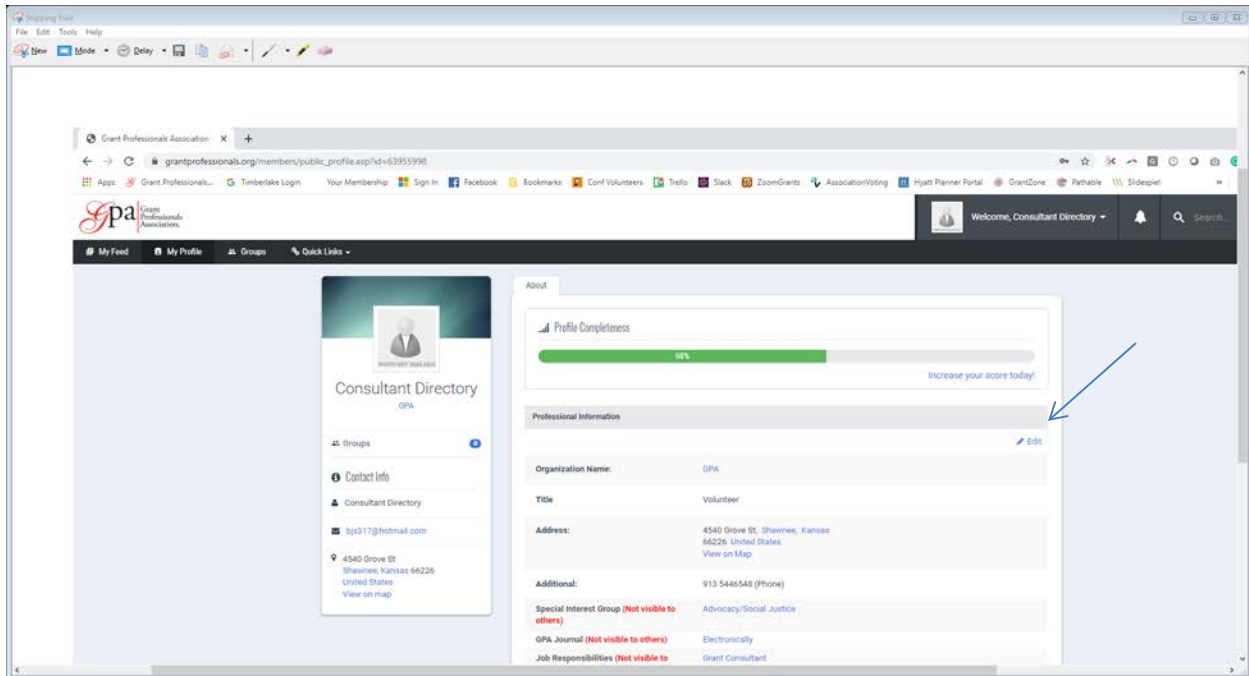 Snipping Tool
File Edit Tools Help
New Mode Delay
Grant Professionals Association
grantprofessionals.org/members/public_profile.asp?id=63955998
Apps Grant Professionals... Timberlake Login Your Membership Sign In Facebook Bookmarks Conf Volunteers Trello Slack ZoomGrants AssociationVoting Hyatt Planner Portal GrantZone Pathable Slidespiel
gpa Grant Professionals Association.
Welcome, Consultant Directory
Search...
My Feed My Profile Groups Quick Links
Consultant Directory
GPA
Groups 0
Contact Info
Consultant Directory
bjs317@hotmail.com
4540 Grove St
Shawnee, Kansas 66226
United States
View on map
About
Profile Completeness
58%
Increase your score today!
Professional Information
Edit
Organization Name: GPA
Title Volunteer
Address: 4540 Grove St, Shawnee, Kansas
66226 United States
View on Map
Additional: 913 5446548 (Phone)
Special Interest Group (Not visible to Advocacy/Social Justice
others)
GPA Journal (Not visible to others) Electronically
Job Responsibilities (Not visible to Grant Consultant